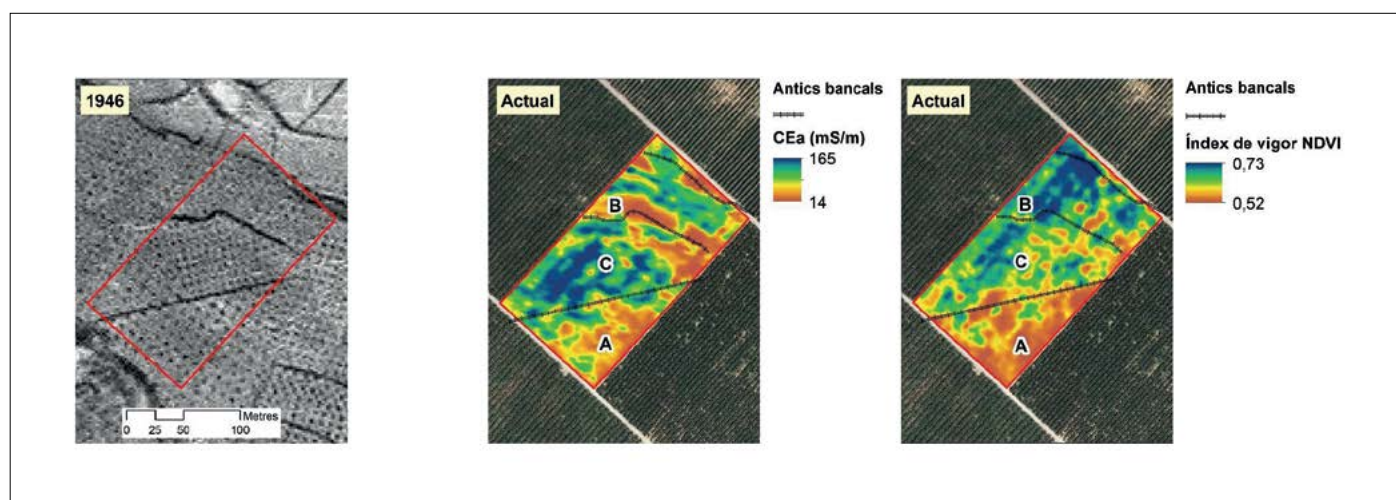 1946
0 25 50 100
Metres
Actual
B
C
A
Antics bancals
CEa (mS/m)
165
14
Actual
B
C
A
Antics bancals
Índex de vigor NDVI
0,73
0,52